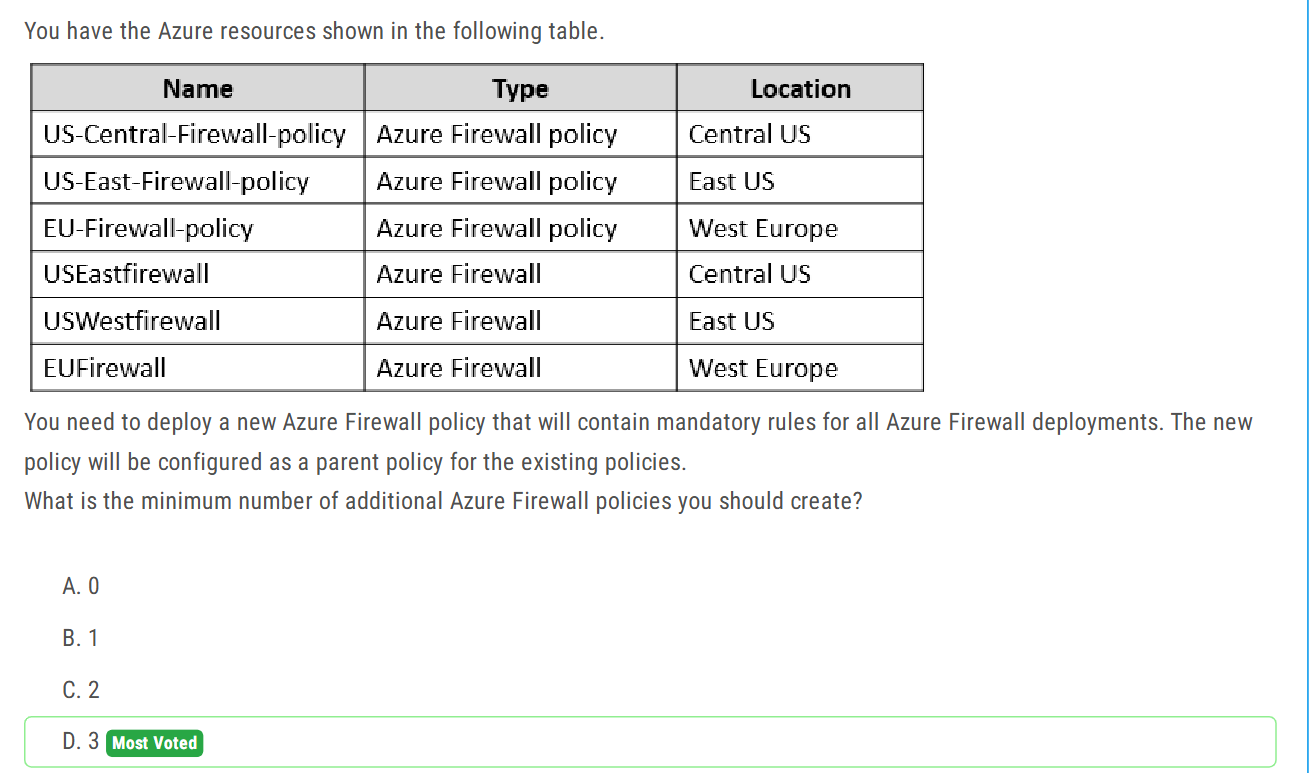 You have the Azure resources shown in the following table.
Name Type Location
US-Central-Firewall-policy Azure Firewall policy Central US
US-East-Firewall-policy Azure Firewall policy East US
EU-Firewall-policy Azure Firewall policy West Europe
USEastfirewall Azure Firewall Central US
USWestfirewall Azure Firewall East US
EUFirewall Azure Firewall West Europe
You need to deploy a new Azure Firewall policy that will contain mandatory rules for all Azure Firewall deployments. The new
policy will be configured as a parent policy for the existing policies.
What is the minimum number of additional Azure Firewall policies you should create?
A. 0
B. 1
C. 2
D. 3 Most Voted